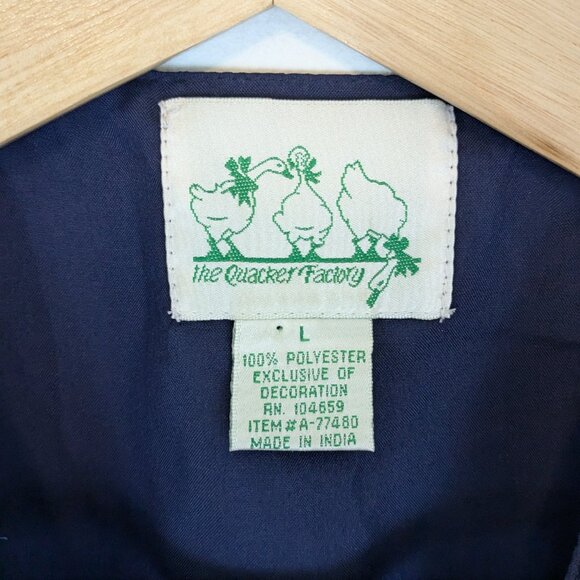 the Quacker Factory
L
100% POLYESTER
EXCLUSIVE OF
DECORATION
RN. 104659
ITEM#A-77480
MADE IN INDIA